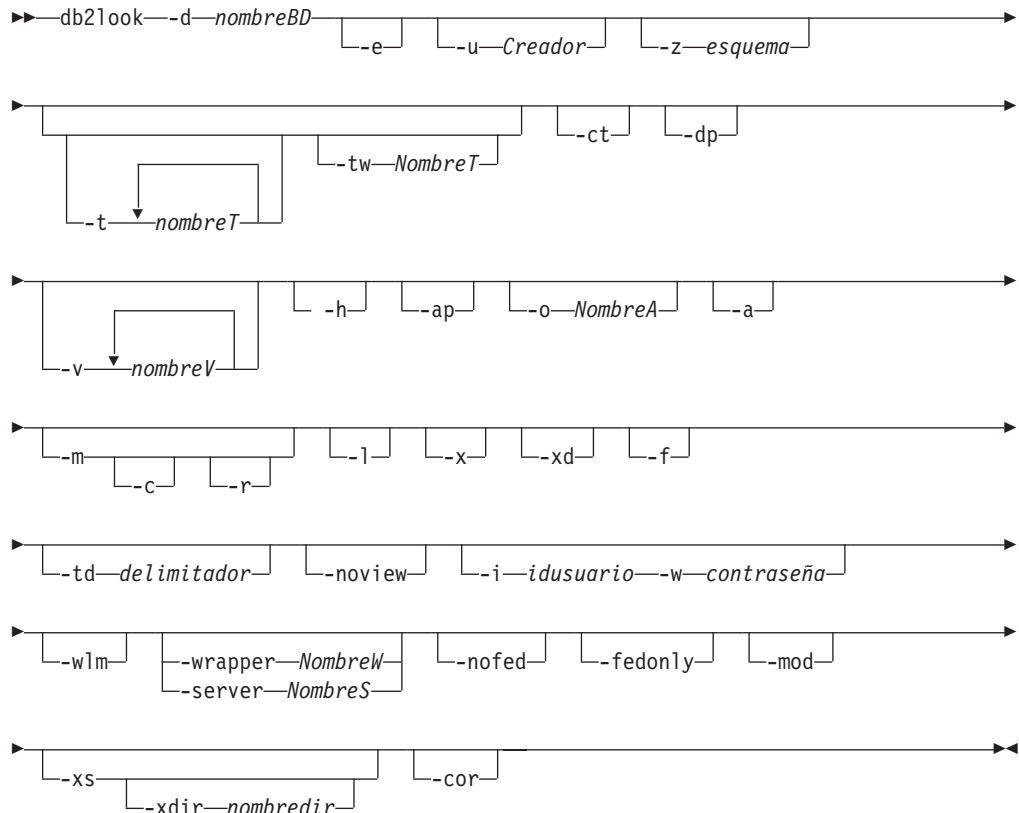 db2look -d nombreBD
-e -u Creador -z esquema
-ct -dp
-tw NombreT
-t nombreT
-h -ap -o NombreA -a
-v nombreV
-m -l -x -xd -f
-c -r
-td delimitador -noview -i idusuario -w contraseña
-wlm -wrapper NombreW -nofed -fedonly -mod
-server NombreS
-xs -cor
-xdir nombredir